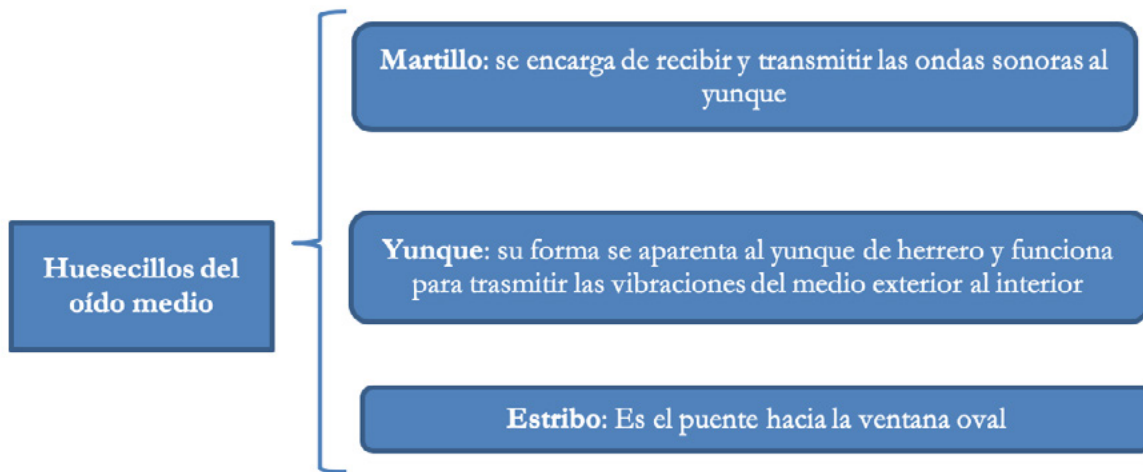 Martillo: se encarga de recibir y transmitir las ondas sonoras al
yunque
Huesecillos del
oído medio
Yunque: su forma se aparenta al yunque de herrero y funciona
para trasmitir las vibraciones del medio exterior al interior
Estribo: Es el puente hacia la ventana oval